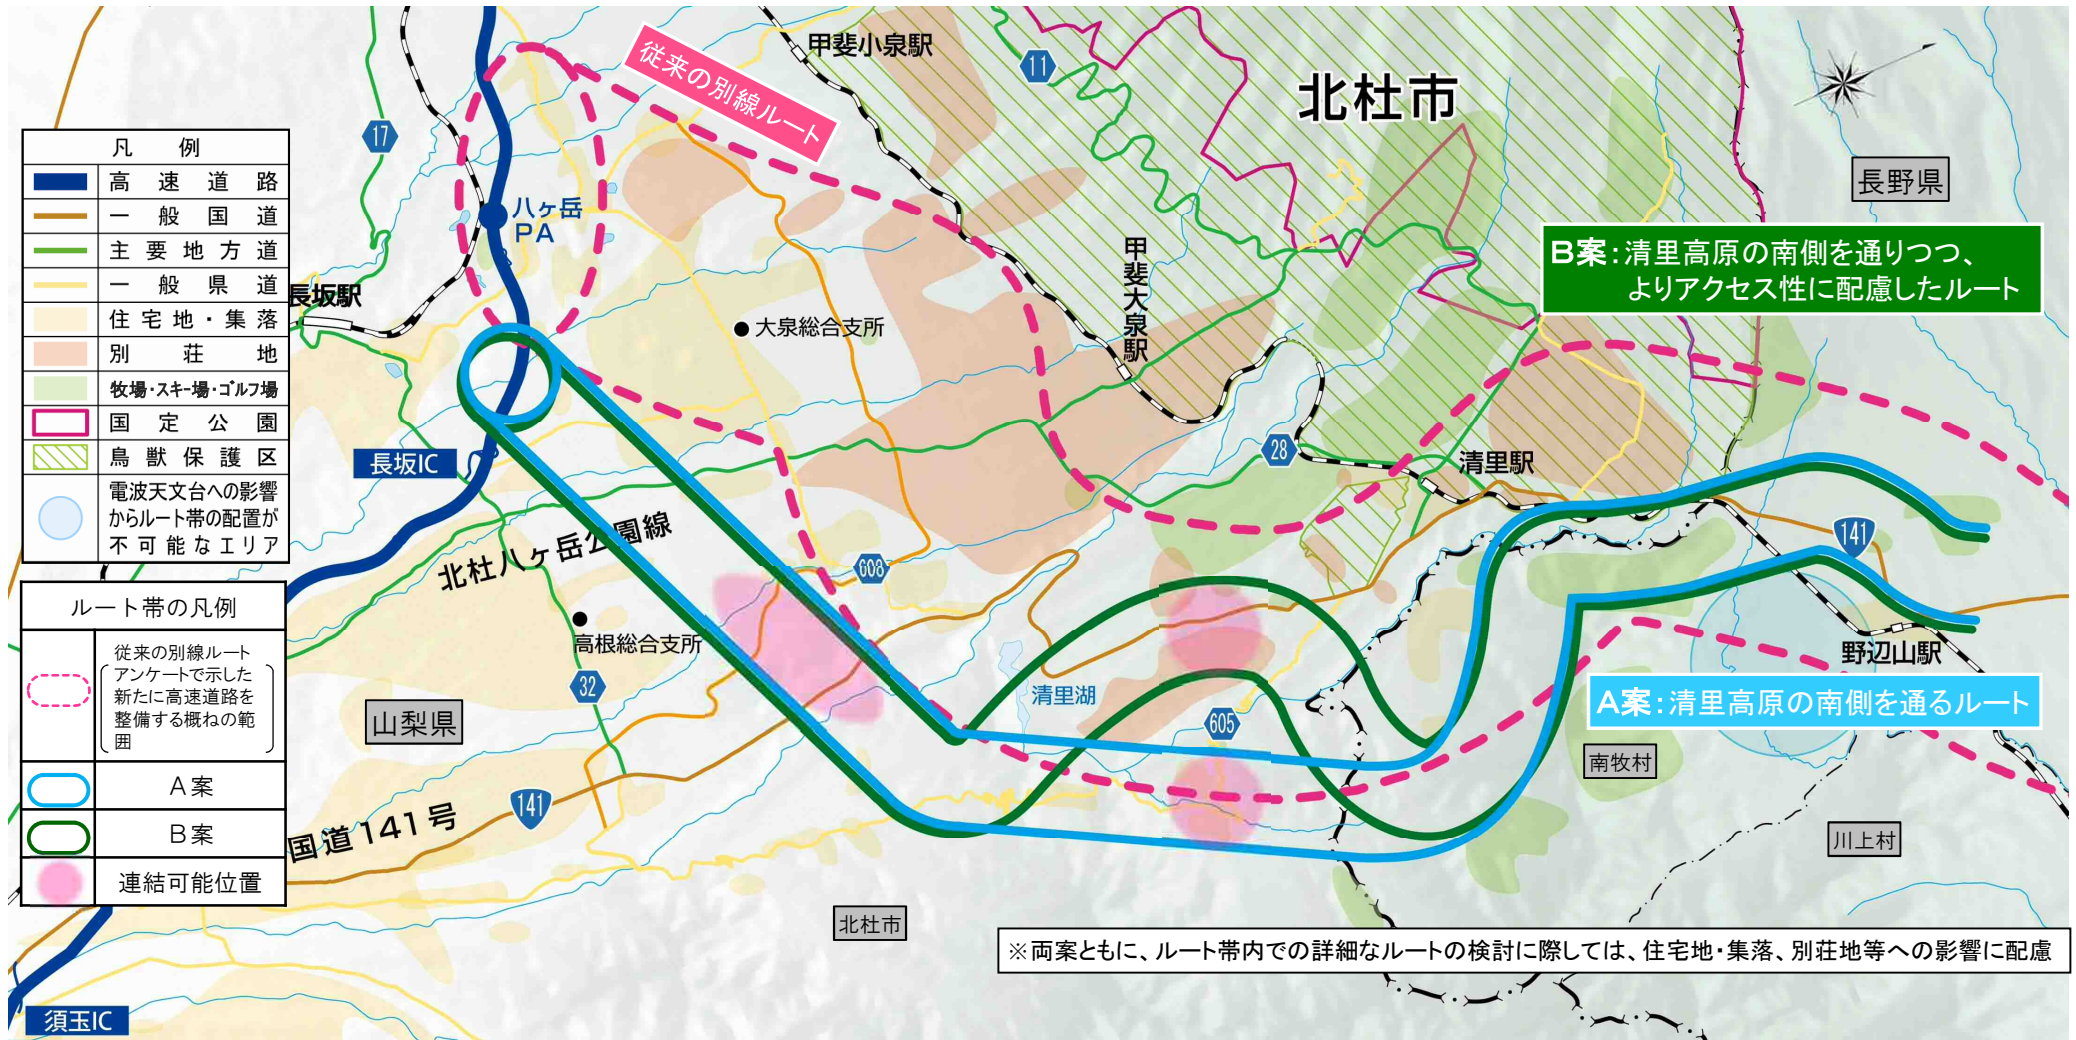 甲斐小泉駅
11
北杜市
従来の別線ルート
17
長野県
凡例
高速道路
一般国道
主要地方道
一般県道
住宅地・集落
別荘地
牧場・スキー場・ゴルフ場
国定公園
鳥獣保護区
電波天文台への影響
からルート帯の配置が
不可能なエリア
八ヶ岳
PA
長坂駅
大泉総合支所
甲斐大泉駅
B案:清里高原の南側を通りつつ、
よりアクセス性に配慮したルート
長坂IC
28
清里駅
北杜八ヶ岳公園線
608
141
ルート帯の凡例
従来の別線ルート
アンケートで示した
新たに高速道路を
整備する概ねの範
囲
A案
B案
連結可能位置
高根総合支所
32
山梨県
清里湖
605
野辺山駅
A案:清里高原の南側を通るルート
南牧村
国道141号
141
川上村
北杜市
※両案ともに、ルート帯内での詳細なルートの検討に際しては、住宅地・集落、別荘地等への影響に配慮
須玉IC